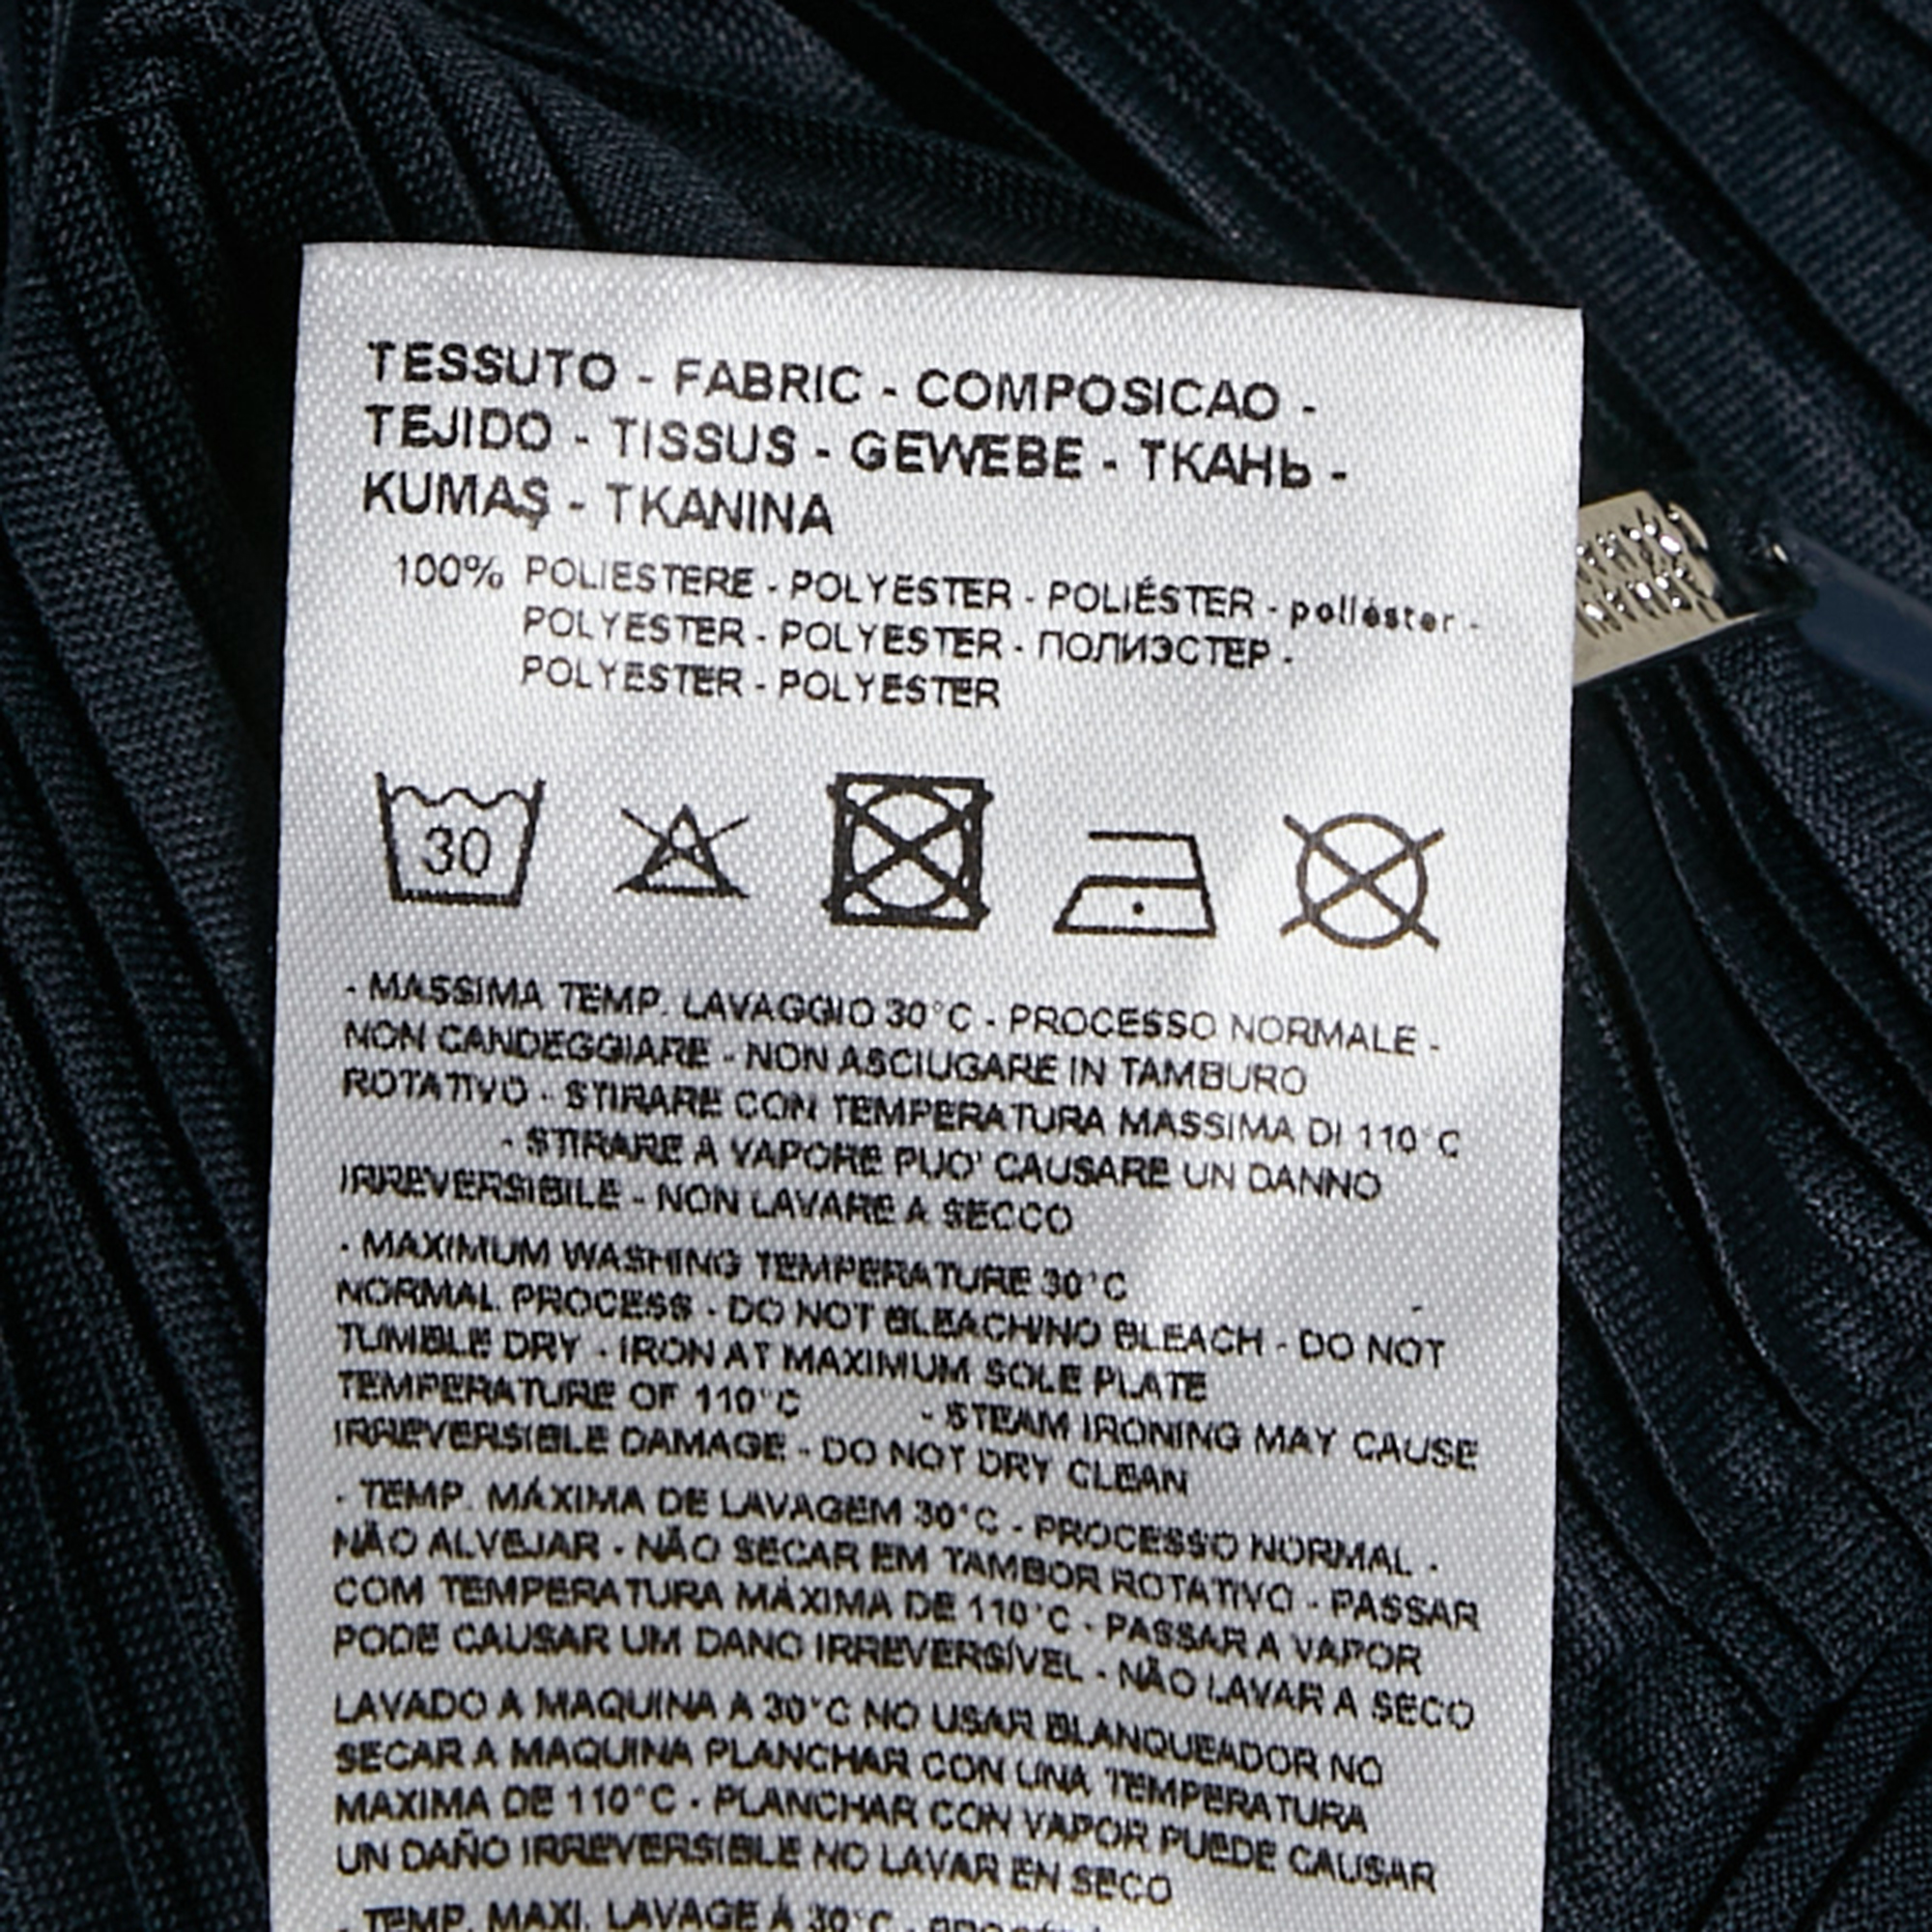 TESSUTO - FABRIC - COMPOSICAO -
TEJIDO - TISSUS - GEWEBE - ТКАНЬ -
KUMAŞ - TKANINA
100% POLIESTERE - POLYESTER - POLIÉSTER - poliéster -
POLYESTER - POLYESTER - ПОЛИЭСТЕР -
POLYESTER - POLYESTER
30
- MASSIMA TEMP. LAVAGGIO 30°C - PROCESSO NORMALE -
NON CANDEGGIARE - NON ASCIUGARE IN TAMBURO
ROTATIVO - STIRARE CON TEMPERATURA MASSIMA DI 110°C
- STIRARE A VAPORE PUO' CAUSARE UN DANNO
IRREVERSIBILE - NON LAVARE A SECCO
- MAXIMUM WASHING TEMPERATURE 30°C -
NORMAL PROCESS - DO NOT BLEACHING BLEACH - DO NOT
TUMBLE DRY - IRON AT MAXIMUM SOLE PLATE
TEMPERATURE OF 110°C - STEAM IRONING MAY CAUSE
IRREVERSIBLE DAMAGE - DO NOT DRY CLEAN
- TEMP. MÁXIMA DE LAVAGEM 30°C - PROCESSO NORMAL -
NÃO ALVEJAR - NÃO SECAR EM TAMBOR ROTATIVO - PASSAR
COM TEMPERATURA MÁXIMA DE 110°C - PASSAR A VAPOR
PODE CAUSAR UM DANO IRREVERSÍVEL - NÃO LAVAR A SECO
LAVADO A MAQUINA A 30°C NO USAR BLANQUEADOR NO
SECAR A MAQUINA PLANCHAR CON UNA TEMPERATURA
MAXIMA DE 110°C - PLANCHAR CON VAPOR PUEDE CAUSAR
UN DAÑO IRREVERSIBLE NO LAVAR EN SECO
- TEMP. MAXI. LAVAGE À 30°C -